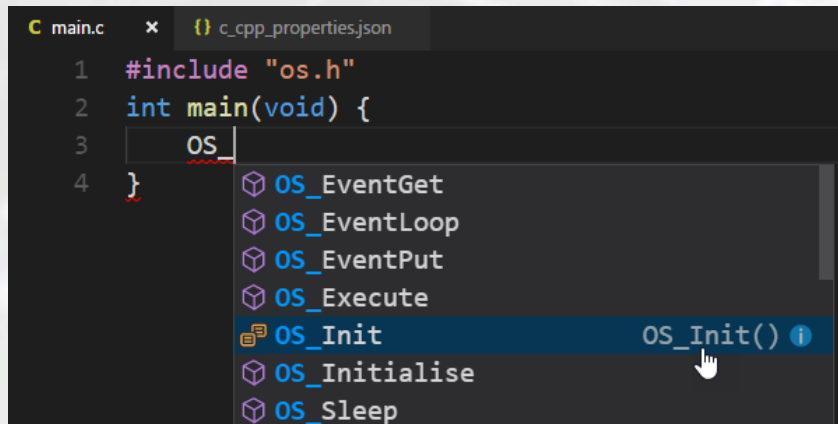 C main.c × {} c_cpp_properties.json
1 #include "os.h"
2 int main(void) {
3 OS_
4 }
OS_EventGet
OS_EventLoop
OS_EventPut
OS_Execute
OS_Init OS_Init()
OS_Initialise
OS_Sleep